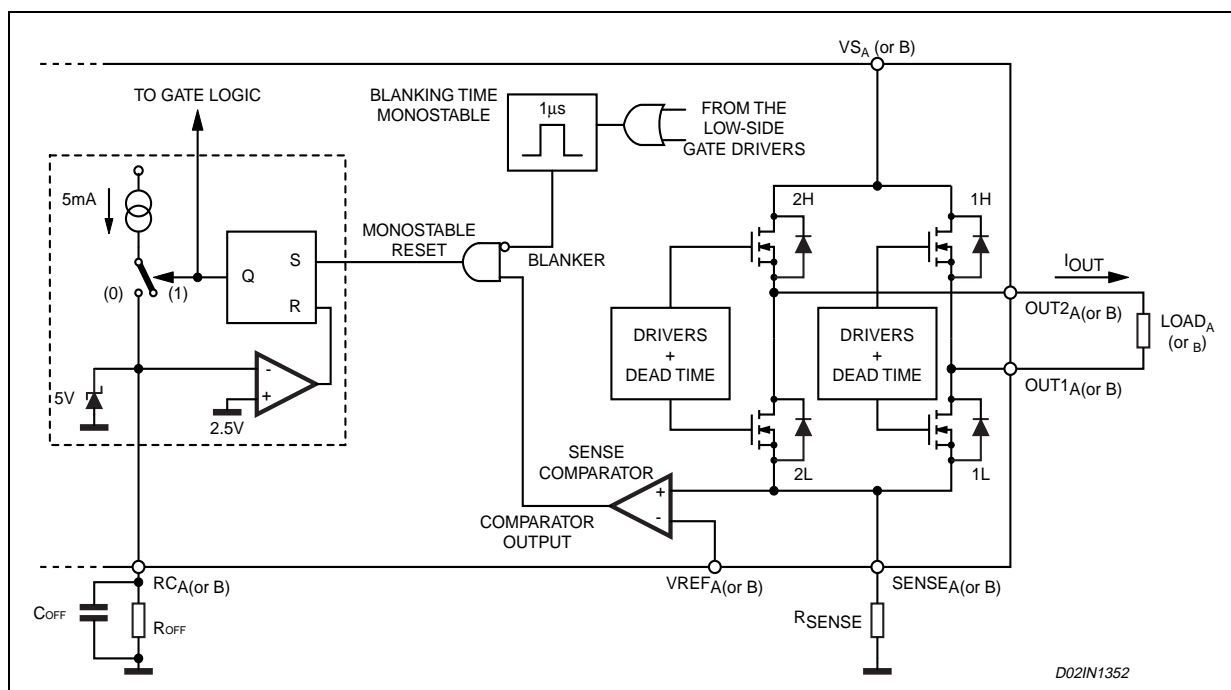 VSA (or B)
TO GATE LOGIC
BLANKING TIME
MONOSTABLE
1μs
FROM THE
LOW-SIDE
GATE DRIVERS
5mA
2H
1H
MONOSTABLE
RESET
BLANKER
IOUT
Q
S
R
(0)
(1)
OUT2A(or B)
LOADA
(or B)
DRIVERS
+
DEAD TIME
DRIVERS
+
DEAD TIME
OUT1A(or B)
5V
-
+
2.5V
SENSE
COMPARATOR
+
-
2L
1L
COMPARATOR
OUTPUT
RCA(or B)
VREFA(or B)
SENSEA(or B)
COFF
ROFF
RSENSE
D02IN1352